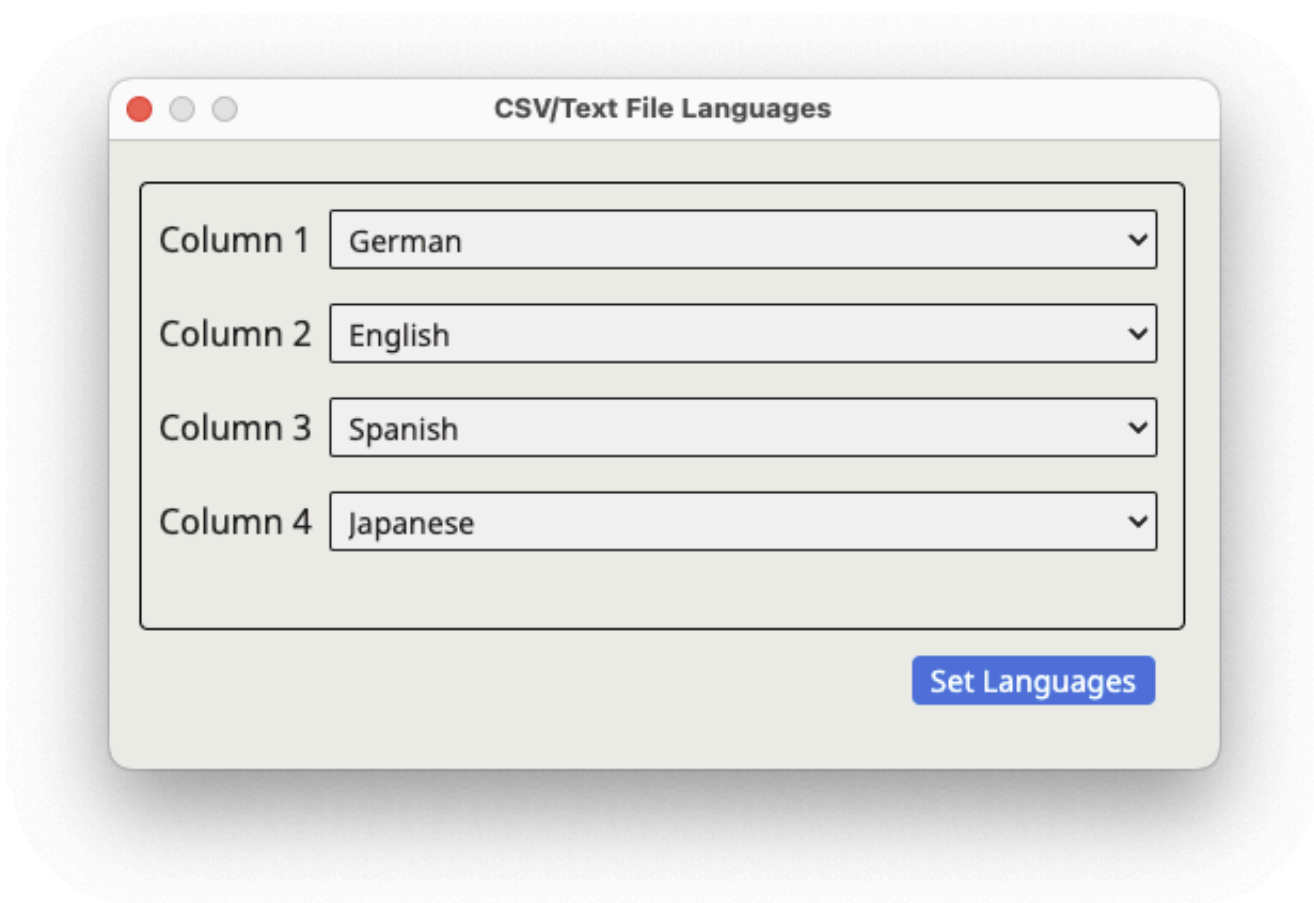 CSV/Text File Languages
Column 1 German
Column 2 English
Column 3 Spanish
Column 4 Japanese
Set Languages